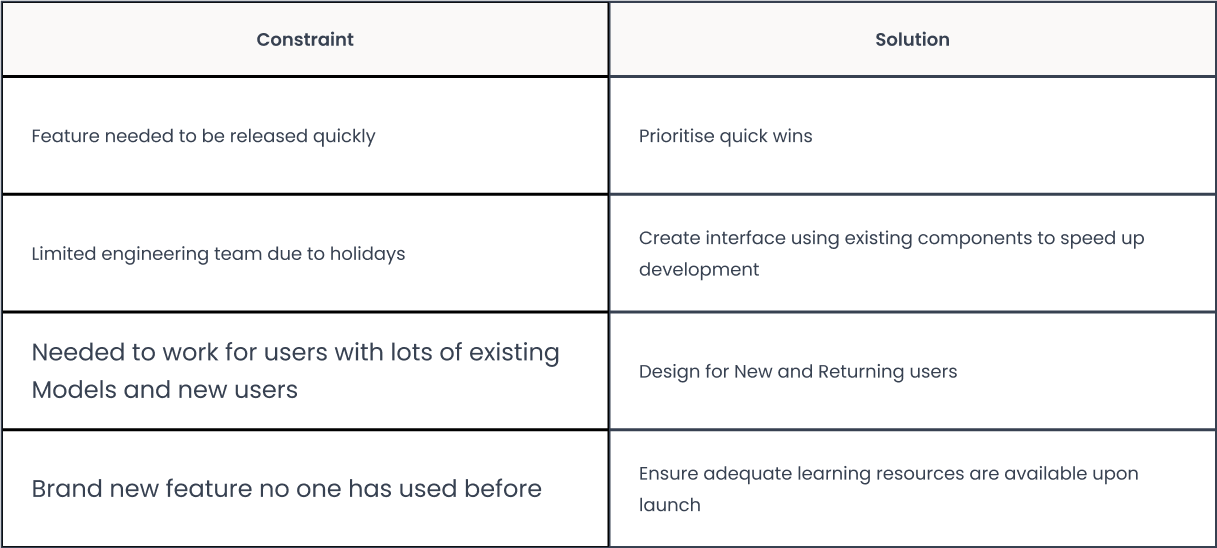 Constraint
Solution
Feature needed to be released quickly
Prioritise quick wins
Limited engineering team due to holidays
Create interface using existing components to speed up
development
Needed to work for users with lots of existing
Models and new users
Design for New and Returning users
Brand new feature no one has used before
Ensure adequate learning resources are available upon
launch